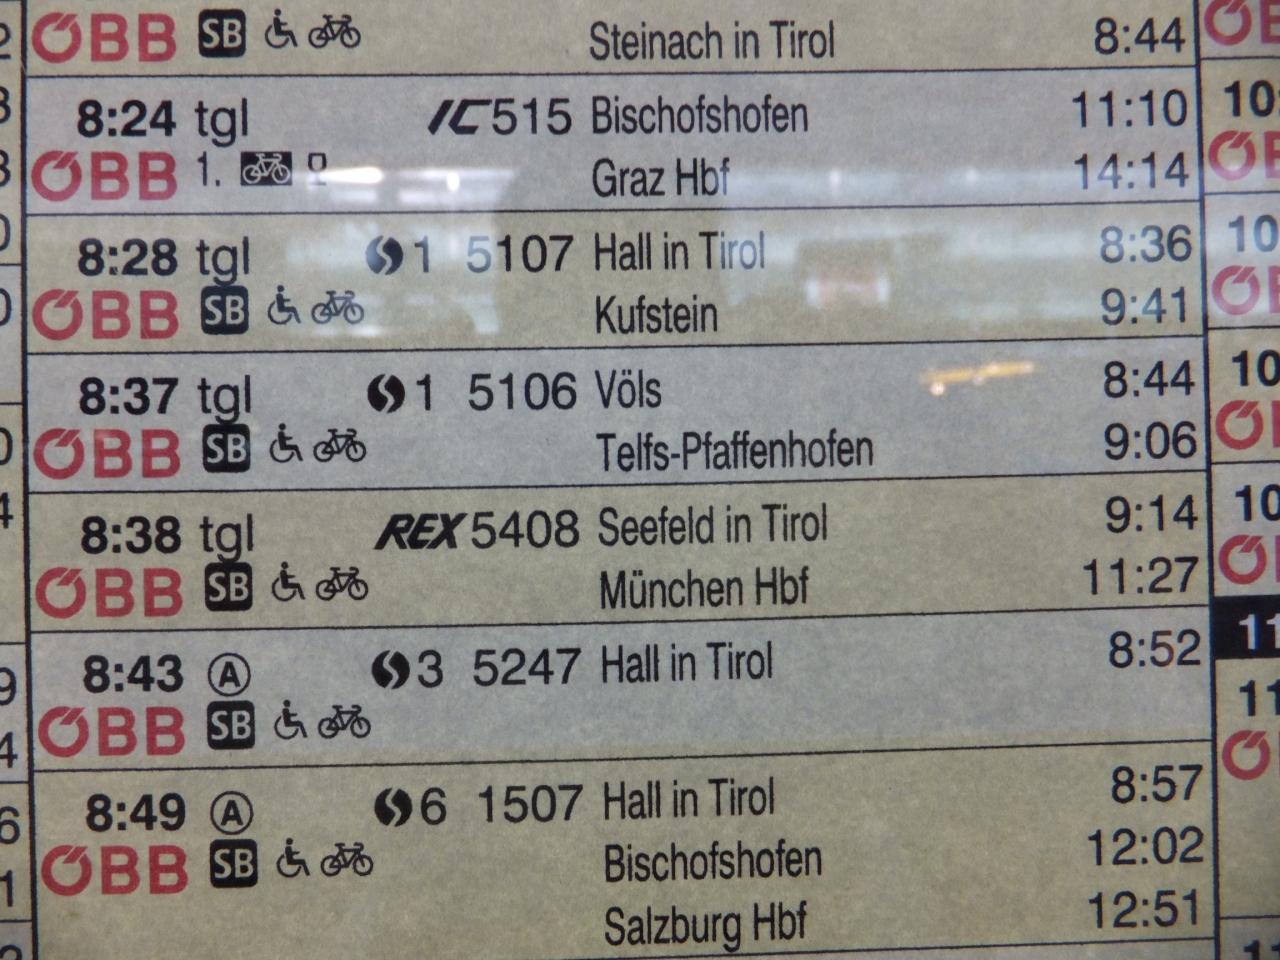 ÖBB SB Steinach in Tirol 8:44
8:24 tgl IC 515 Bischofshofen 11:10
ÖBB 1. Graz Hbf 14:14
8:28 tgl S 1 5107 Hall in Tirol 8:36
ÖBB SB Kufstein 9:41
8:37 tgl S 1 5106 Völs 8:44
ÖBB SB Telfs-Pfaffenhofen 9:06
8:38 tgl REX 5408 Seefeld in Tirol 9:14
ÖBB SB München Hbf 11:27
8:43 A S 3 5247 Hall in Tirol 8:52
ÖBB SB
8:49 A S 6 1507 Hall in Tirol 8:57
ÖBB SB Bischofshofen 12:02
Salzburg Hbf 12:51